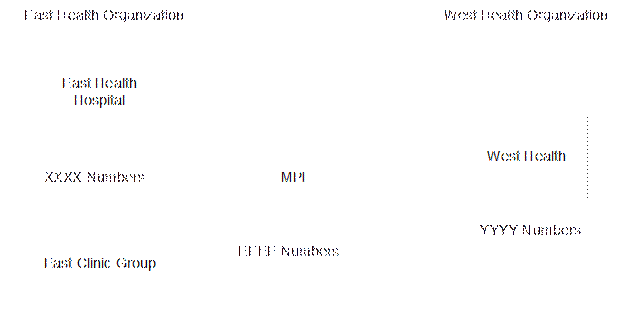 East Health Organization
West Health Organization
East Health
Hospital
West Health
XXXX Numbers
MPI
YYYY Numbers
EEEE Numbers
East Clinic Group